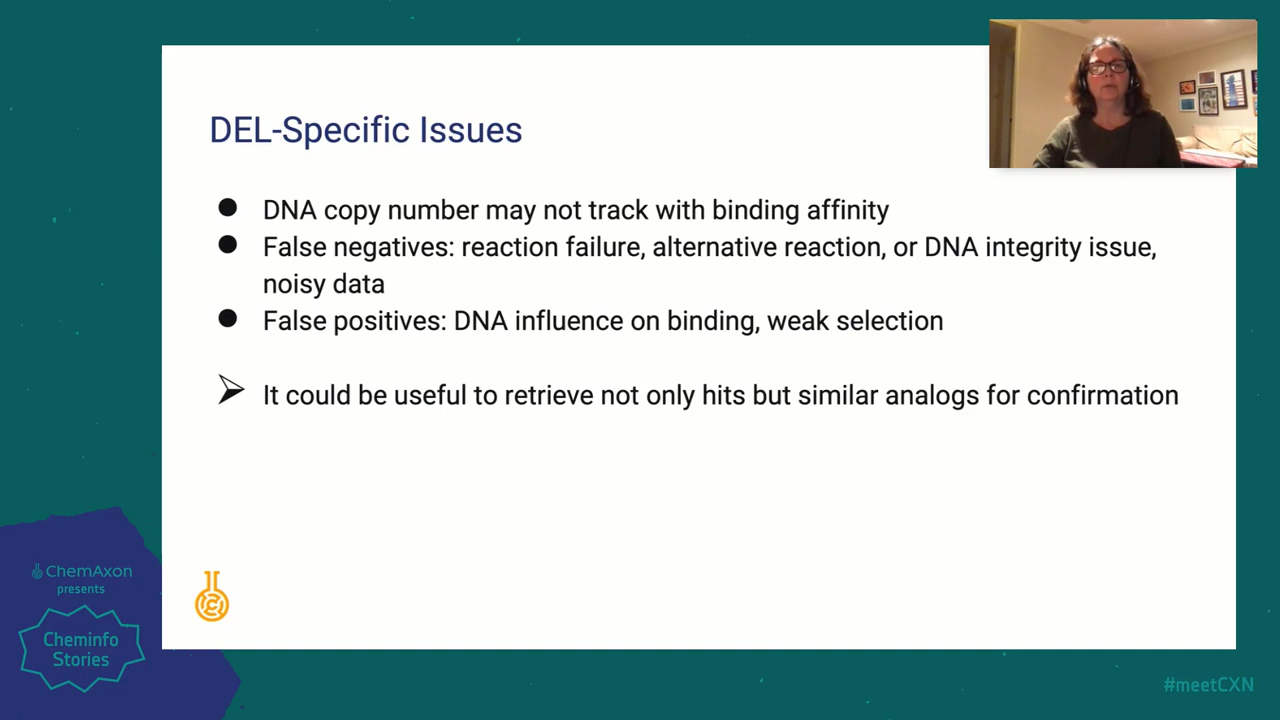 DEL-Specific Issues
DNA copy number may not track with binding affinity
False negatives: reaction failure, alternative reaction, or DNA integrity issue,
noisy data
False positives: DNA influence on binding, weak selection
It could be useful to retrieve not only hits but similar analogs for confirmation
ChemAxon
presents
Cheminfo
Stories
#meetCXN